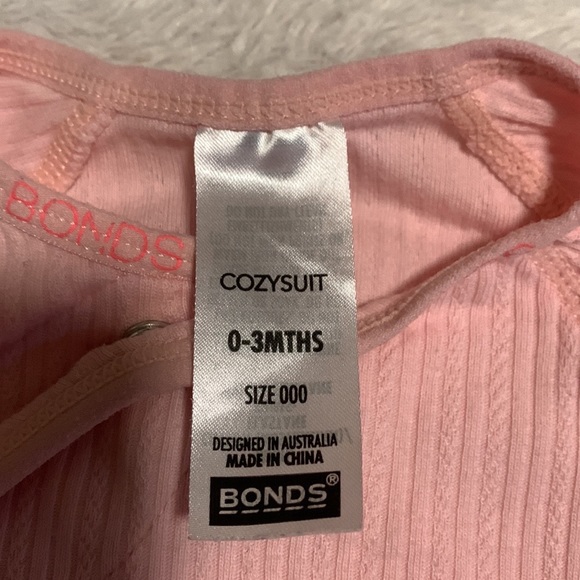 BONDS
COZYSUIT
0-3MTHS
SIZE 000
DESIGNED IN AUSTRALIA
MADE IN CHINA
BONDS®